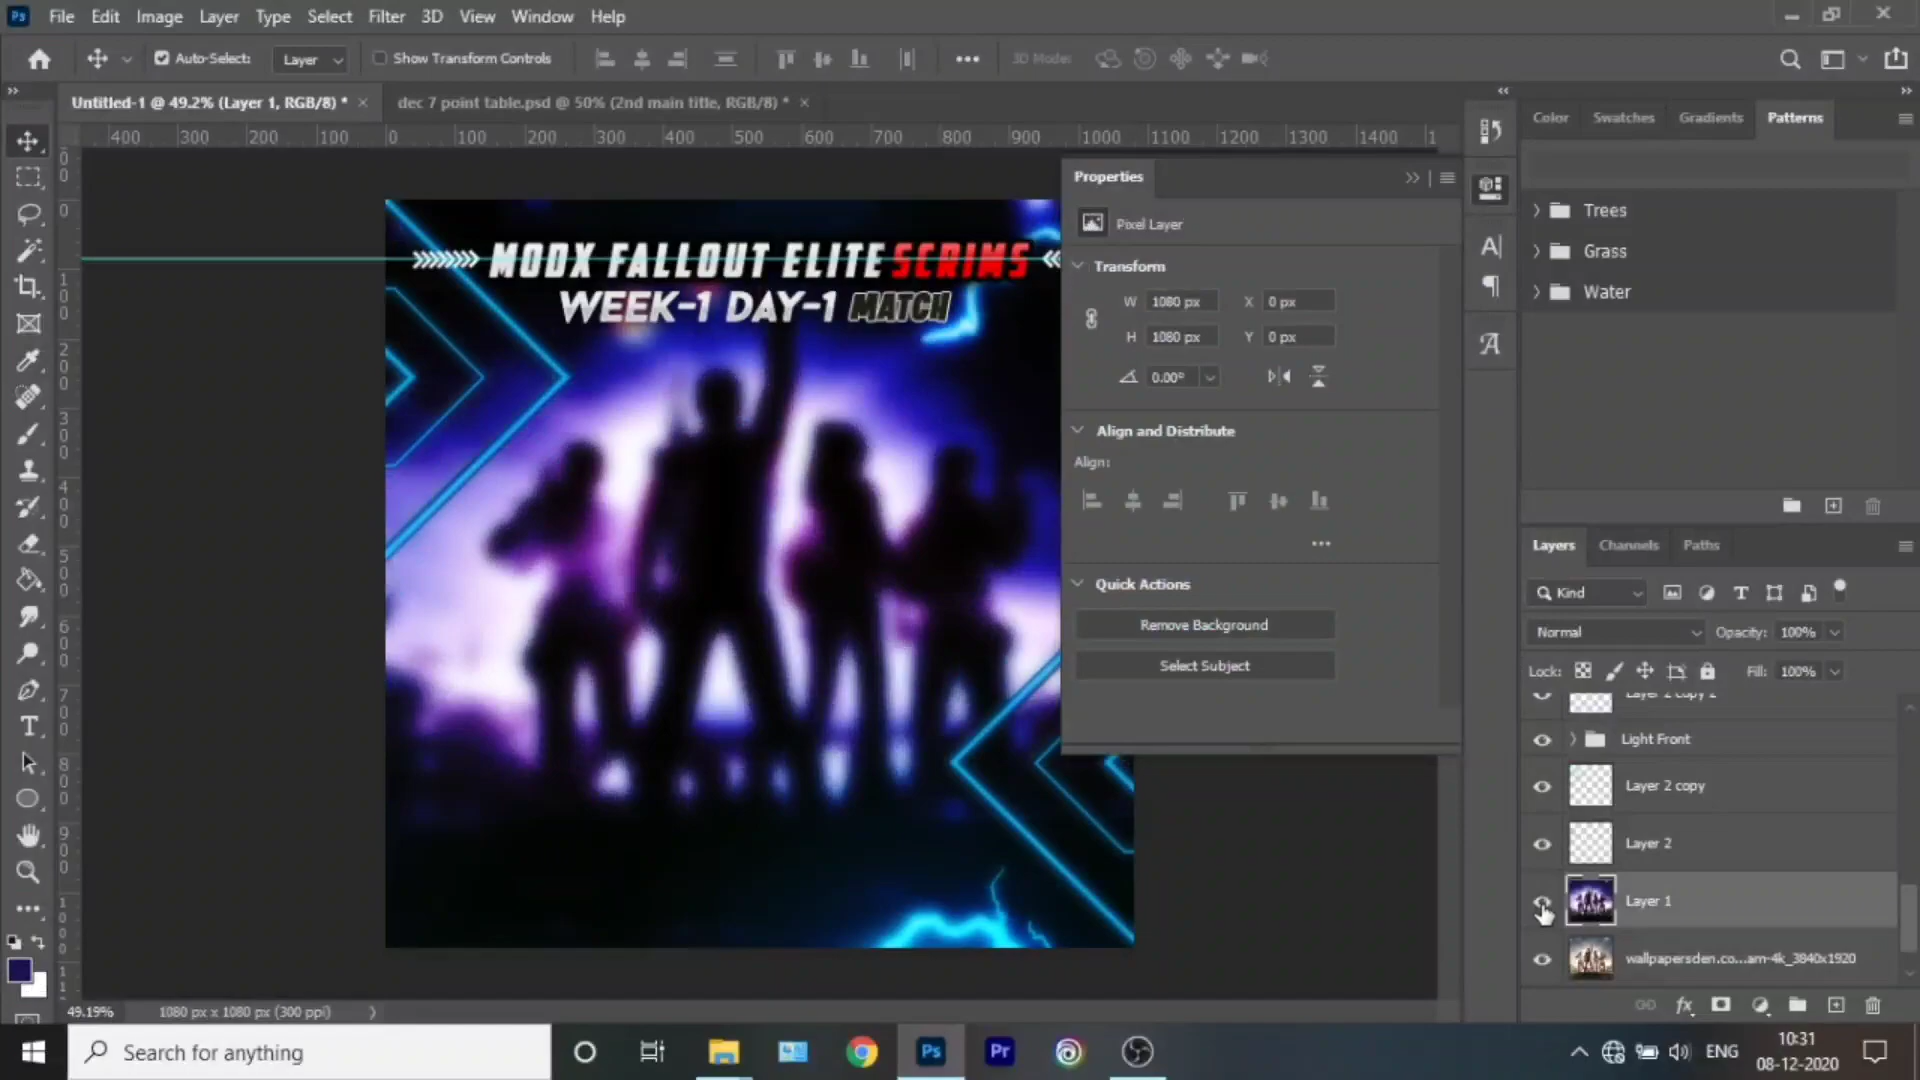 Ps File Edit Image Layer Type Select Filter 3D View Window Help
Auto-Select: Layer Show Transform Controls 3D Mode:
Untitled-1 @ 49.2% (Layer 1, RGB/8) * × dec 7 point table.psd @ 50% (2nd main title, RGB/8) * ×
400 300 200 100 0 100 200 300 400 500 600 700 800 900 1000 1100 1200 1300 1400 1
MODX FALLOUT ELITE SCRIMS
WEEK-1 DAY-1 MATCH
Properties
Pixel Layer
Transform
W 1080 px X 0 px
H 1080 px Y 0 px
0.00°
Align and Distribute
Align:
Quick Actions
Remove Background
Select Subject
Color Swatches Gradients Patterns
Trees
Grass
Water
Layers Channels Paths
Kind
Normal Opacity: 100%
Lock: Fill: 100%
Layer 2 copy 2
Light Front
Layer 2 copy
Layer 2
Layer 1
wallpapersden.co...am-4k_3840x1920
fx
49.19% 1080 px x 1080 px (300 ppi)
Search for anything
Ps Pr
ENG
10:31
08-12-2020